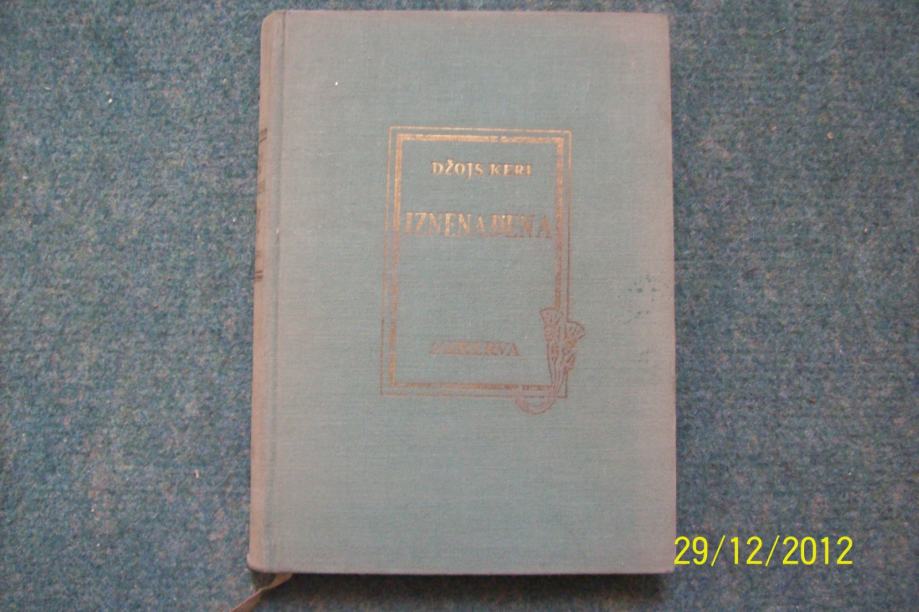 DŽOJS KERI
IZNENAĐENA
MINERVA
29/12/2012